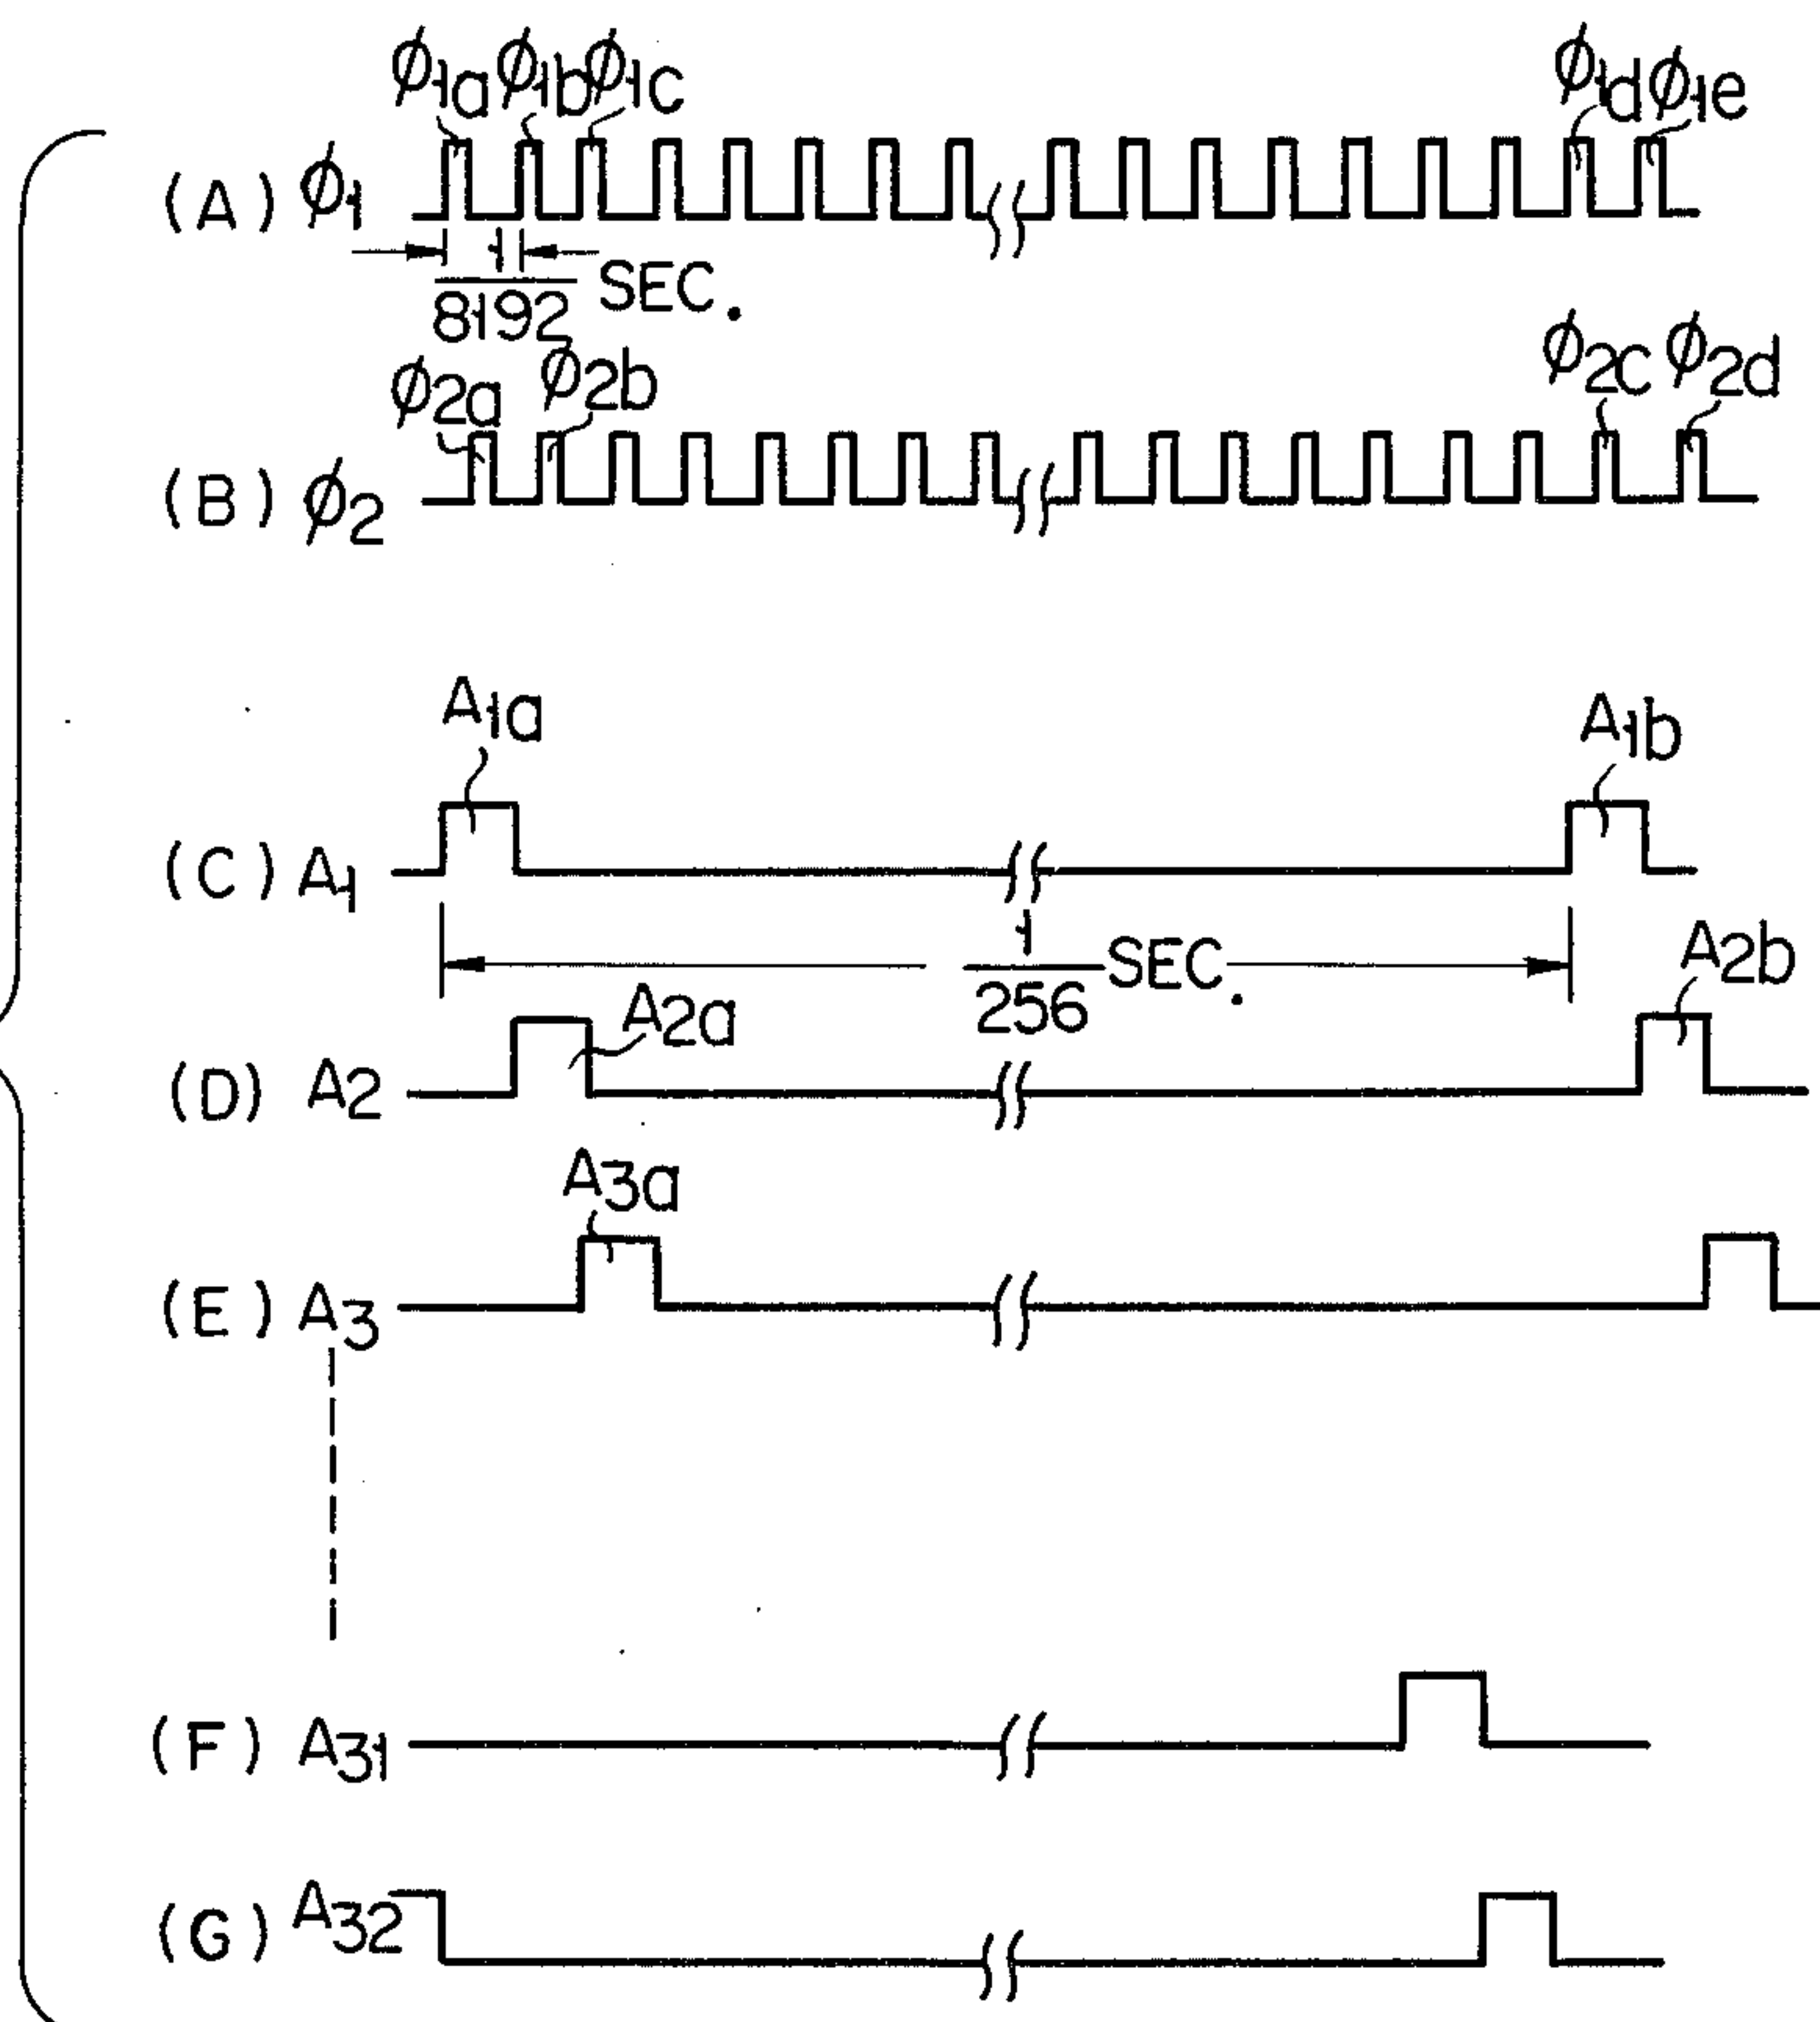 ϕ1a ϕ1b ϕ1c ϕ1d ϕ1e
(A) ϕ1
1
8192 SEC.
ϕ2a ϕ2b ϕ2c ϕ2d
(B) ϕ2
A1a A1b
(C) A1
1
256 SEC.
A2a A2b
(D) A2
A3a
(E) A3
(F) A31
(G) A32